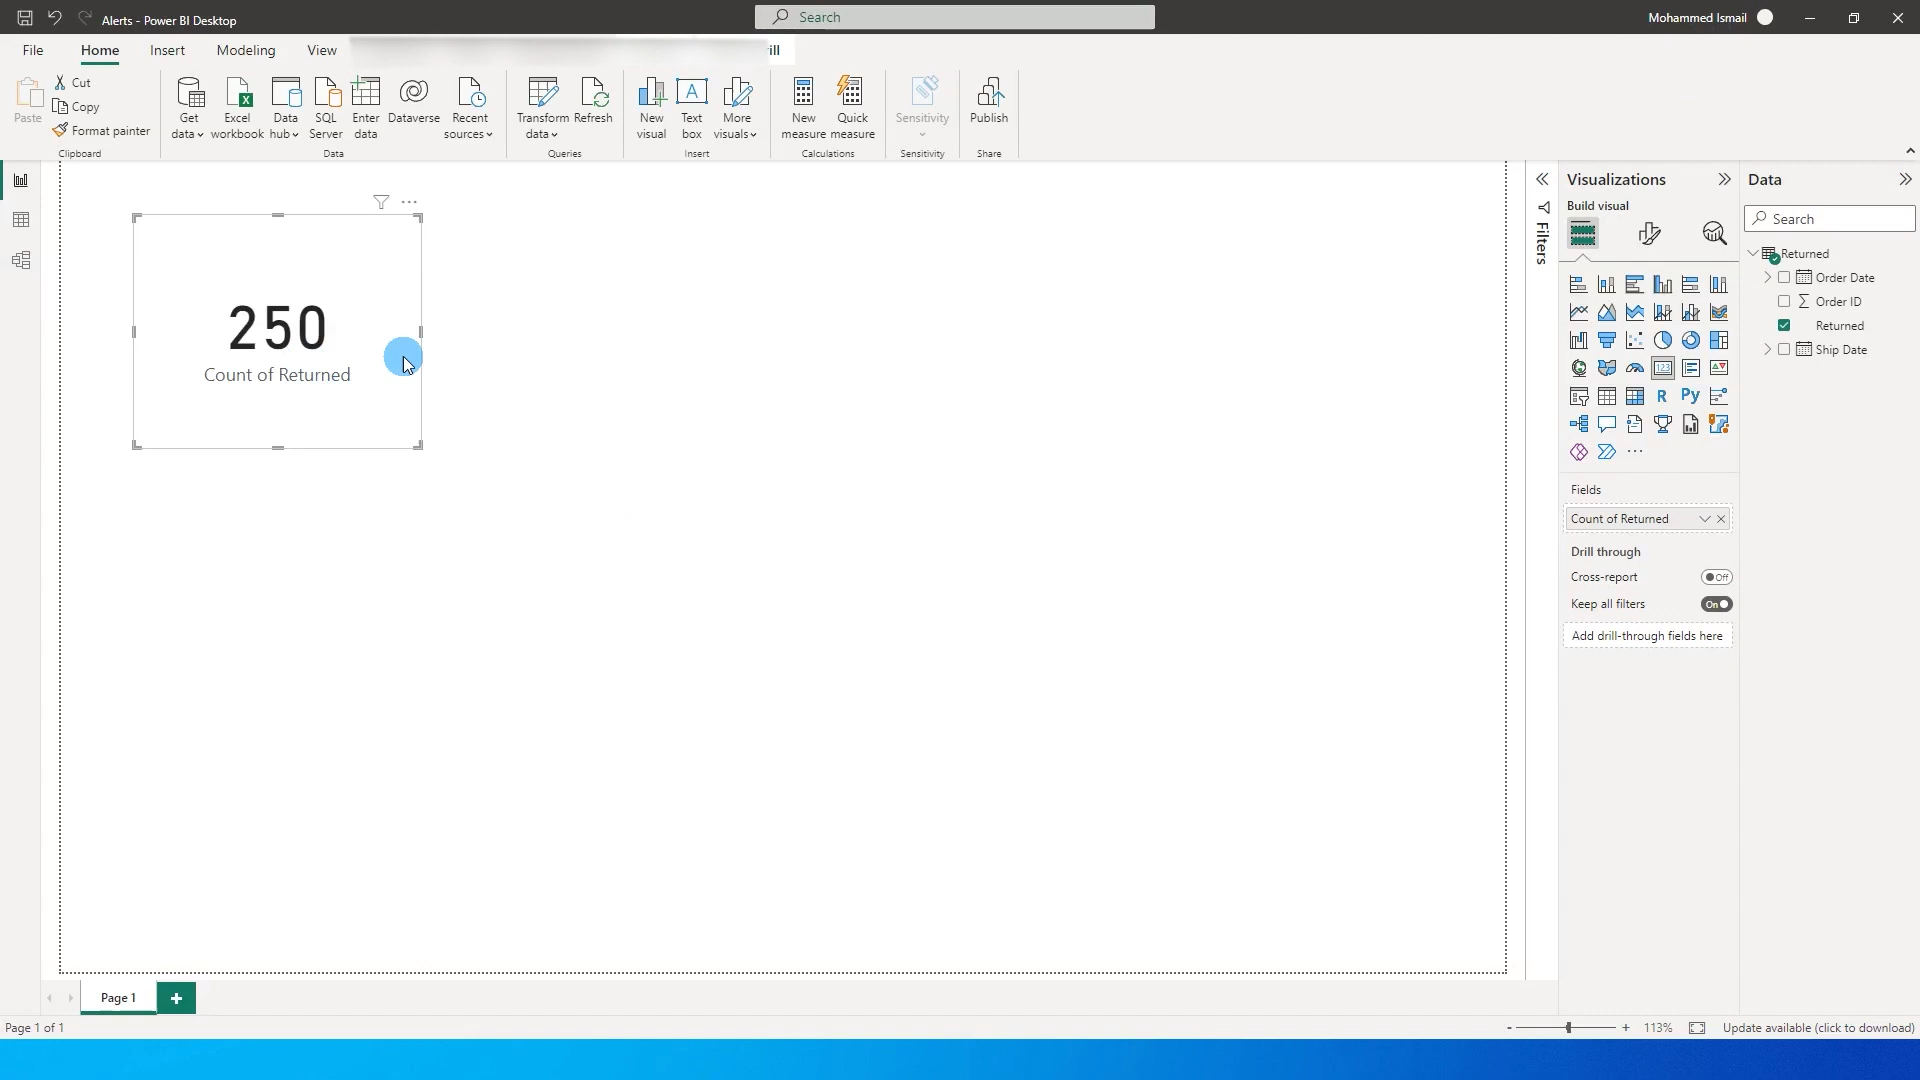 Alerts - Power BI Desktop
Search
Mohammed Ismail
File
Home
Insert
Modeling
View
ill
Paste
Cut
Copy
Format painter
Clipboard
Get data
Excel workbook
Data hub
SQL Server
Enter data
Dataverse
Recent sources
Data
Transform data
Refresh
Queries
New visual
A
Text box
More visuals
Insert
New measure
Quick measure
Calculations
Sensitivity
Sensitivity
Publish
Share
250
Count of Returned
Filters
Visualizations
Build visual
123
R
Py
Fields
Count of Returned
Drill through
Cross-report
Off
Keep all filters
On
Add drill-through fields here
Data
Search
Returned
Order Date
Order ID
Returned
Ship Date
Page 1
Page 1 of 1
- + 113%
Update available (click to download)